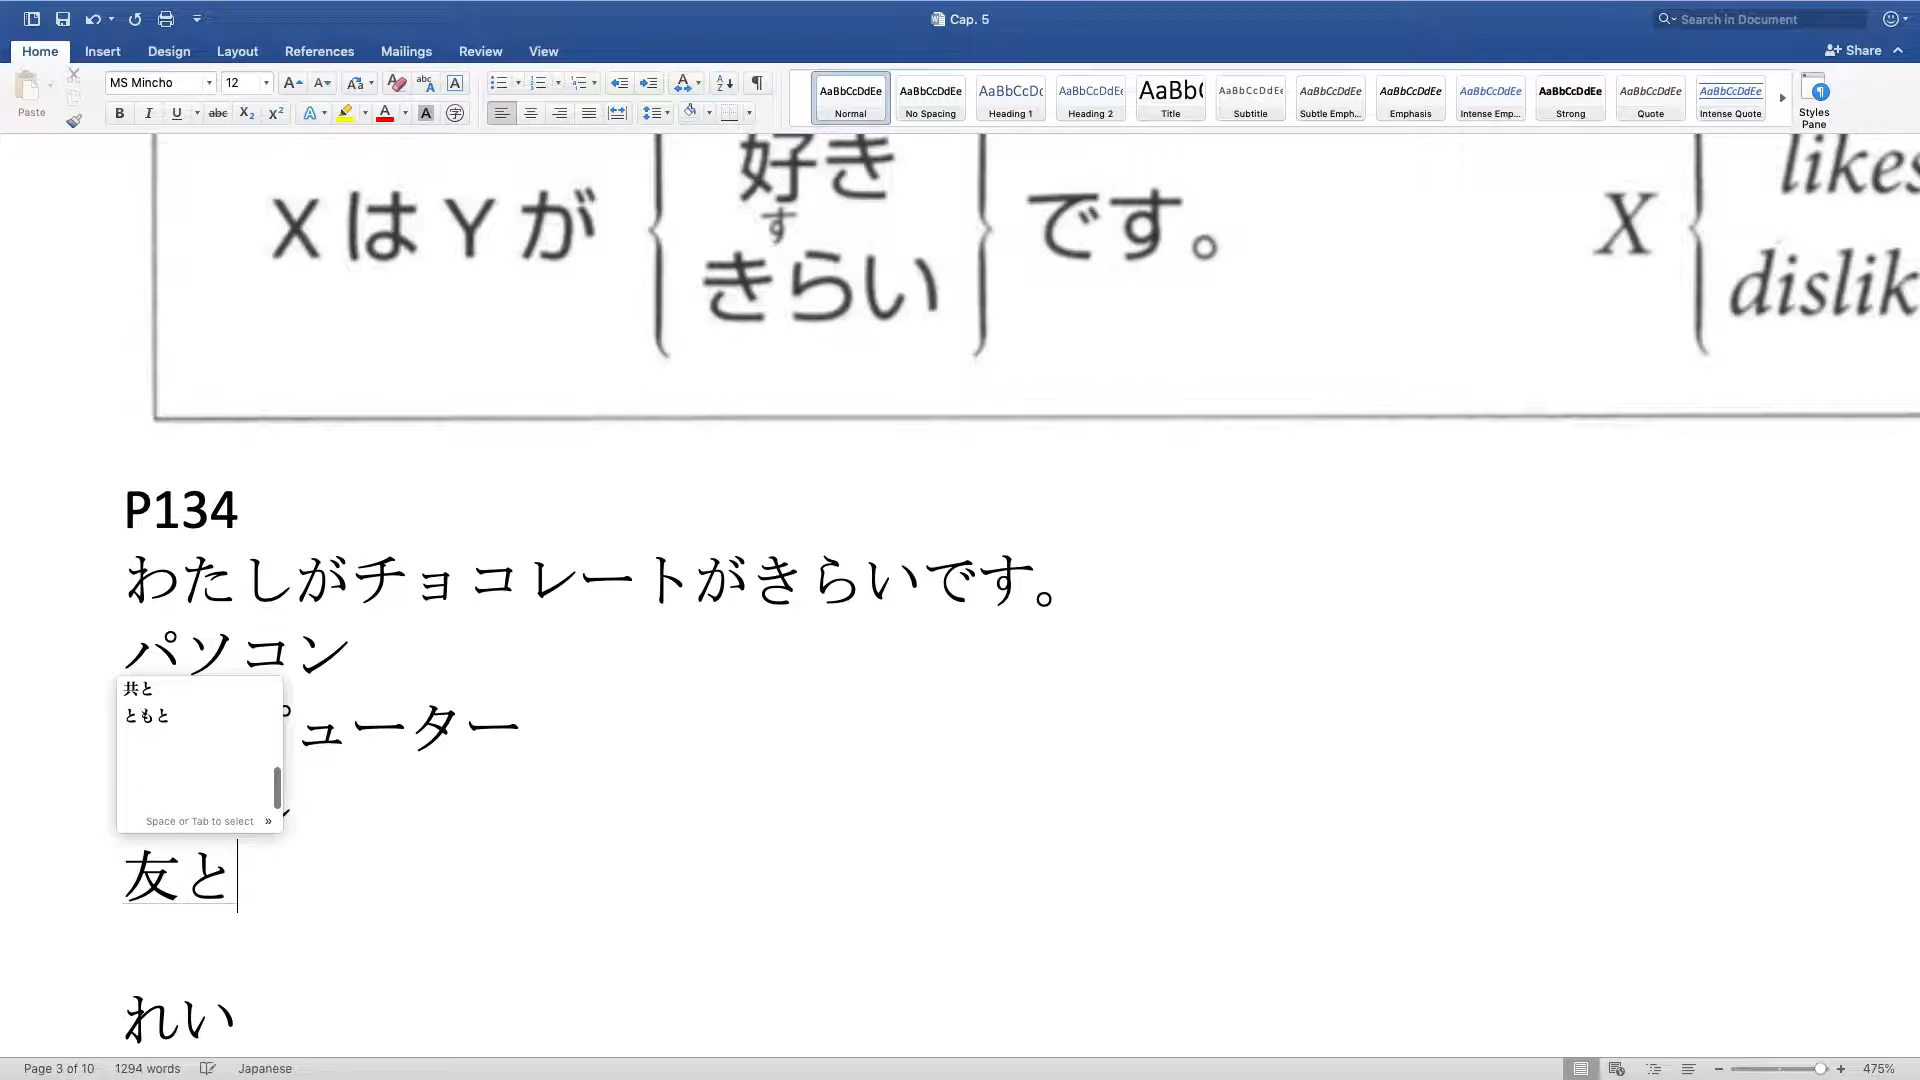 Cap. 5
Search in Document
Home Insert Design Layout References Mailings Review View
Share
Paste
MS Mincho 12
AaBbCcDdEe Normal
AaBbCcDdEe No Spacing
AaBbCcDc Heading 1
AaBbCcDdEe Heading 2
AaBb( Title
AaBbCcDdEe Subtitle
AaBbCcDdEe Subtle Emph...
AaBbCcDdEe Emphasis
AaBbCcDdEe Intense Emp...
AaBbCcDdEe Strong
AaBbCcDdEe Quote
AaBbCcDdEe Intense Quote
Styles Pane
好き
す
XはYが
きらい
です。
X
likes
dislik
P134
わたしがチョコレートがきらいです。
パソコン
共と
ともと
ューター
Space or Tab to select »
友と
れい
Page 3 of 10 1294 words Japanese 475%